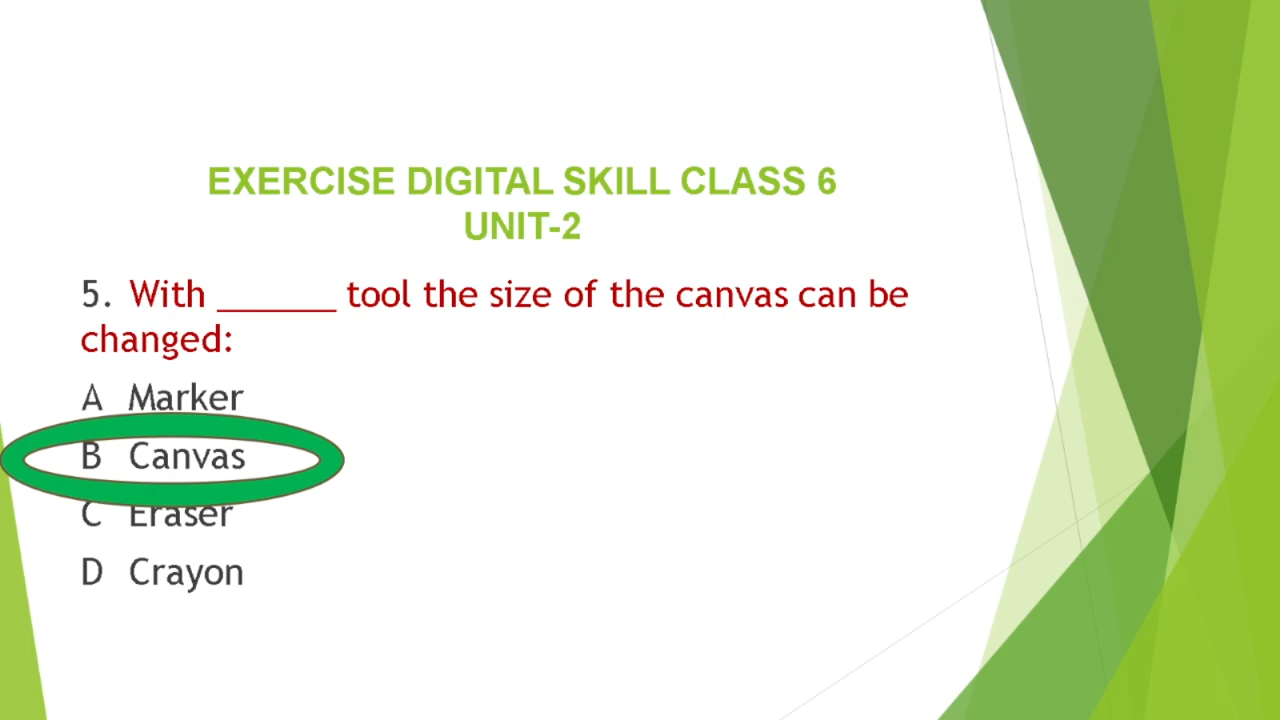 EXERCISE DIGITAL SKILL CLASS 6
UNIT-2
5. With ______ tool the size of the canvas can be
changed:
A Marker
B Canvas
C Eraser
D Crayon